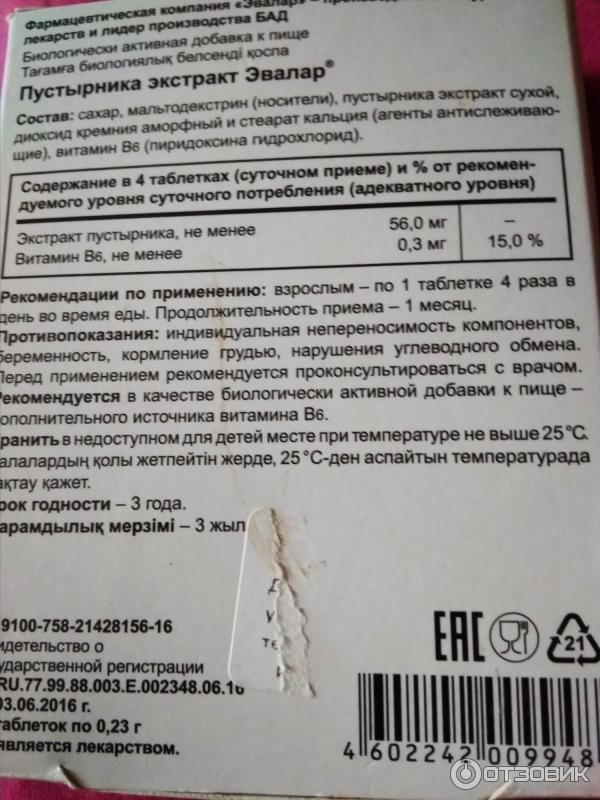 Фармацевтическая компания «Эвалар» –
лекарств и лидер производства БАД
Биологически активная добавка к пище
Тағамға биологиялық белсенді қоспа
Пустырника экстракт Эвалар®
Состав: сахар, мальтодекстрин (носители), пустырника экстракт сухой,
диоксид кремния аморфный и стеарат кальция (агенты антислеживаю-
щие), витамин В6 (пиридоксина гидрохлорид).
Содержание в 4 таблетках (суточном приеме) и % от рекомен-
дуемого уровня суточного потребления (адекватного уровня)
Экстракт пустырника, не менее 56,0 мг –
Витамин В6, не менее 0,3 мг 15,0 %
Рекомендации по применению: взрослым – по 1 таблетке 4 раза в
день во время еды. Продолжительность приема – 1 месяц.
Противопоказания: индивидуальная непереносимость компонентов,
беременность, кормление грудью, нарушения углеводного обмена.
Перед применением рекомендуется проконсультироваться с врачом.
Рекомендуется в качестве биологически активной добавки к пище –
ополнительного источника витамина В6.
ранить в недоступном для детей месте при температуре не выше 25 °С.
алалардың қолы жетпейтін жерде, 25 °С-ден аспайтын температурада
ақтау қажет.
рок годности – 3 года.
арамдылық мерзімі – 3 жыл
9100-758-21428156-16
идетельство о
ударственной регистрации
RU.77.99.88.003.Е.002348.06.16
03.06.2016 г.
таблеток по 0,23 г
является лекарством.
EAC
21
4 602242 009948
ОТЗОВИК